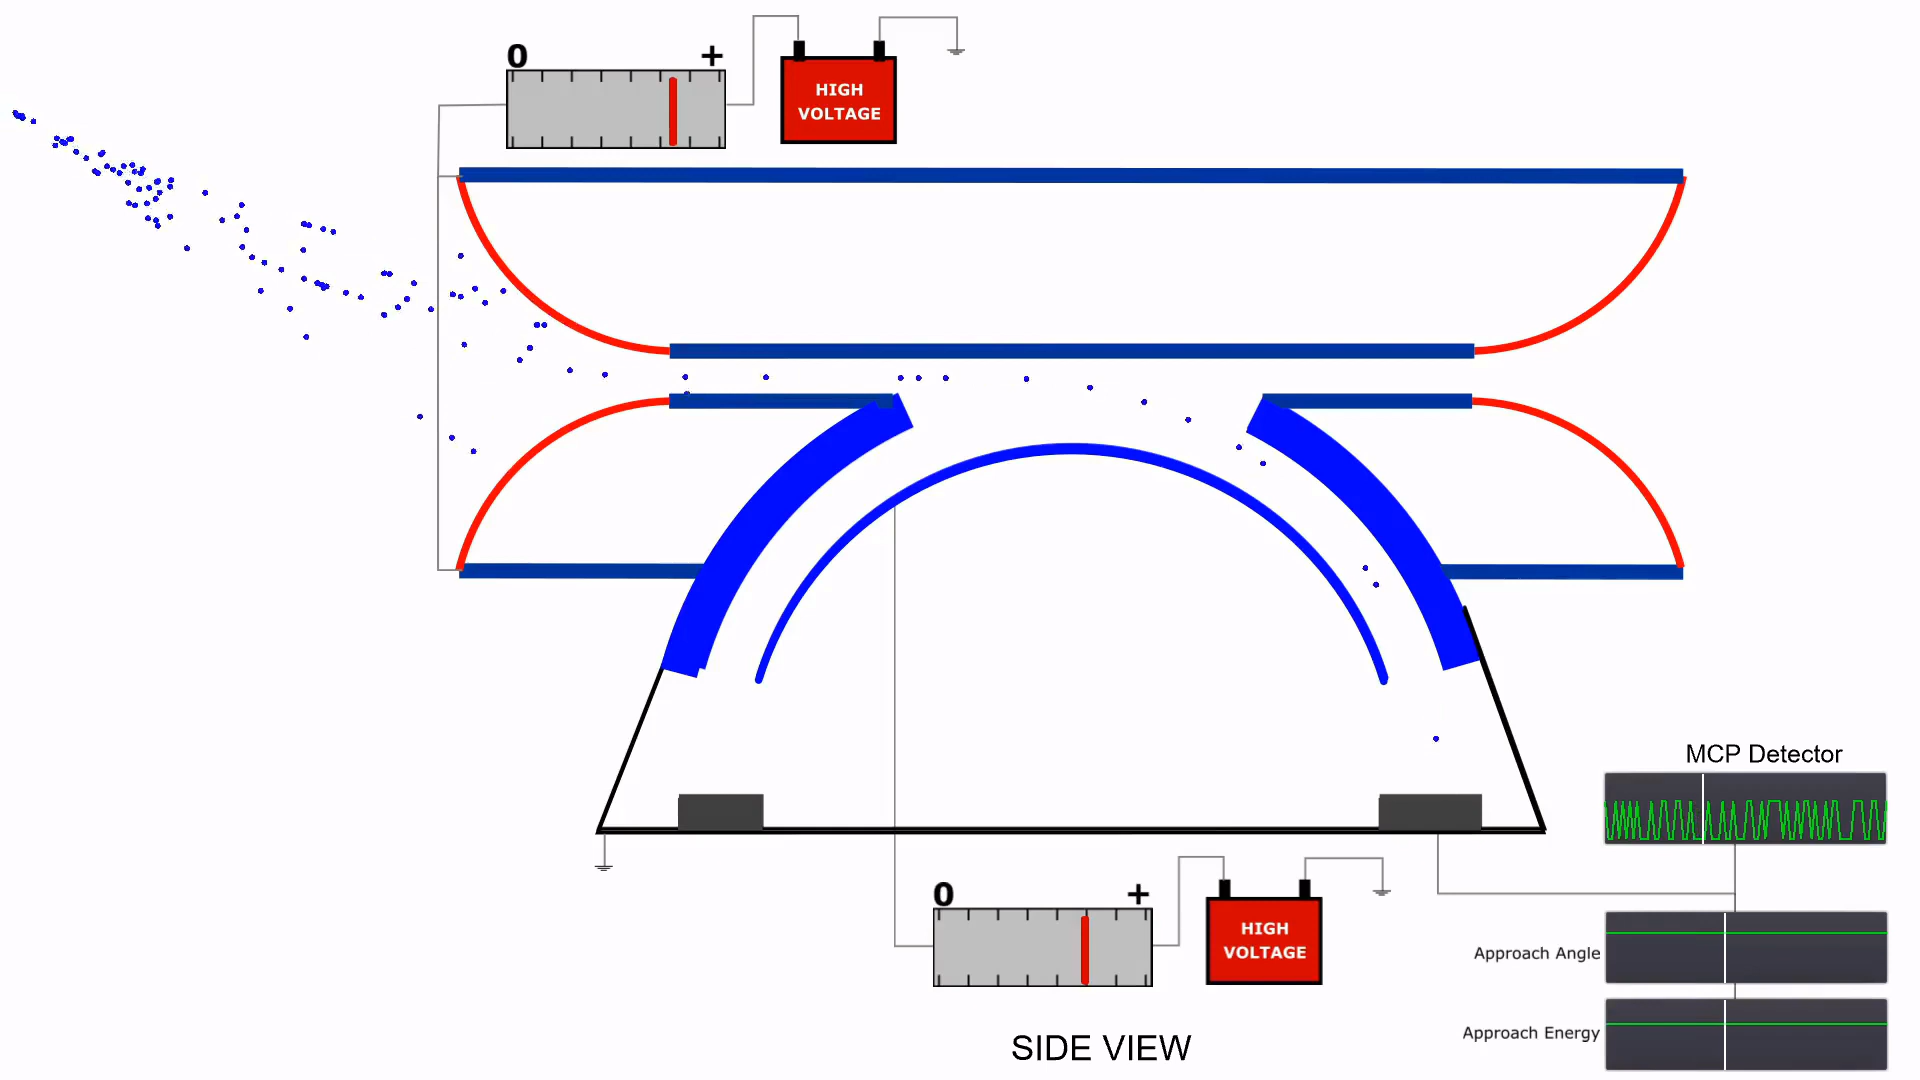 0 +
HIGH
VOLTAGE
MCP Detector
0 +
HIGH
VOLTAGE
Approach Angle
Approach Energy
SIDE VIEW